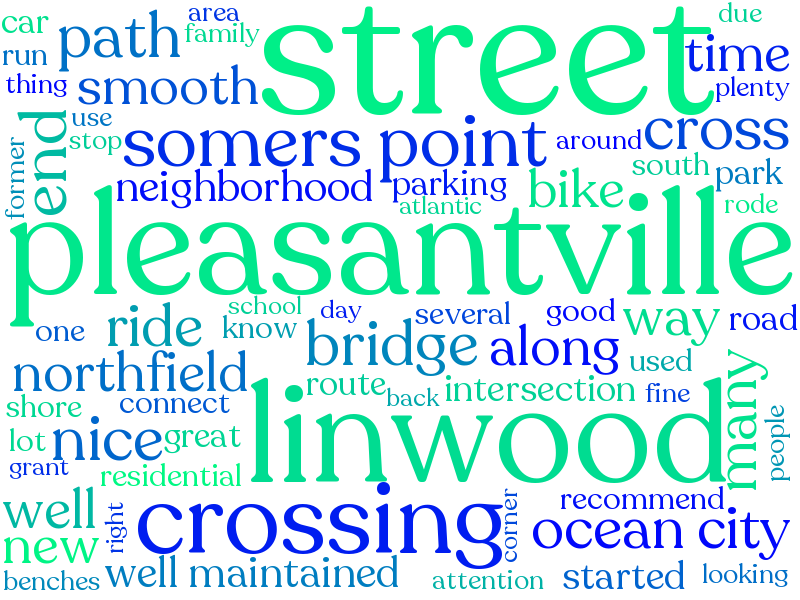 car
path
area
family
street
due
run
time
thing
smooth
plenty
use
stop
somers point
around
cross
former
end
neighborhood
parking
bike
south
park
atlantic
rode
pleasantville
school
day
several
good
way
road
one
ride
know
bridge
along
used
northfield
route
back
intersection
fine
many
shore
connect
linwood
lot
nice
great
people
grant
residential
well
right
crossing
corner
recommend
new
ocean city
benches
well maintained
attention
started
looking